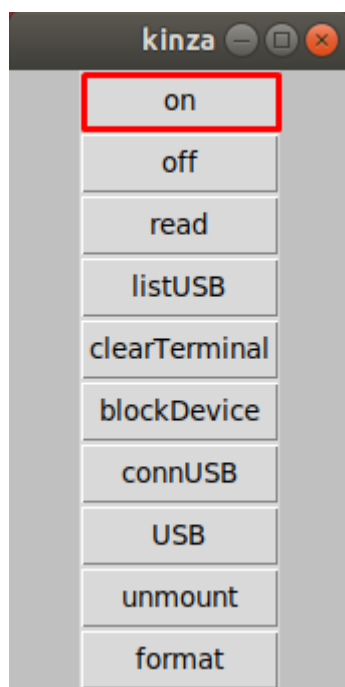 kinza
on
off
read
listUSB
clearTerminal
blockDevice
connUSB
USB
unmount
format